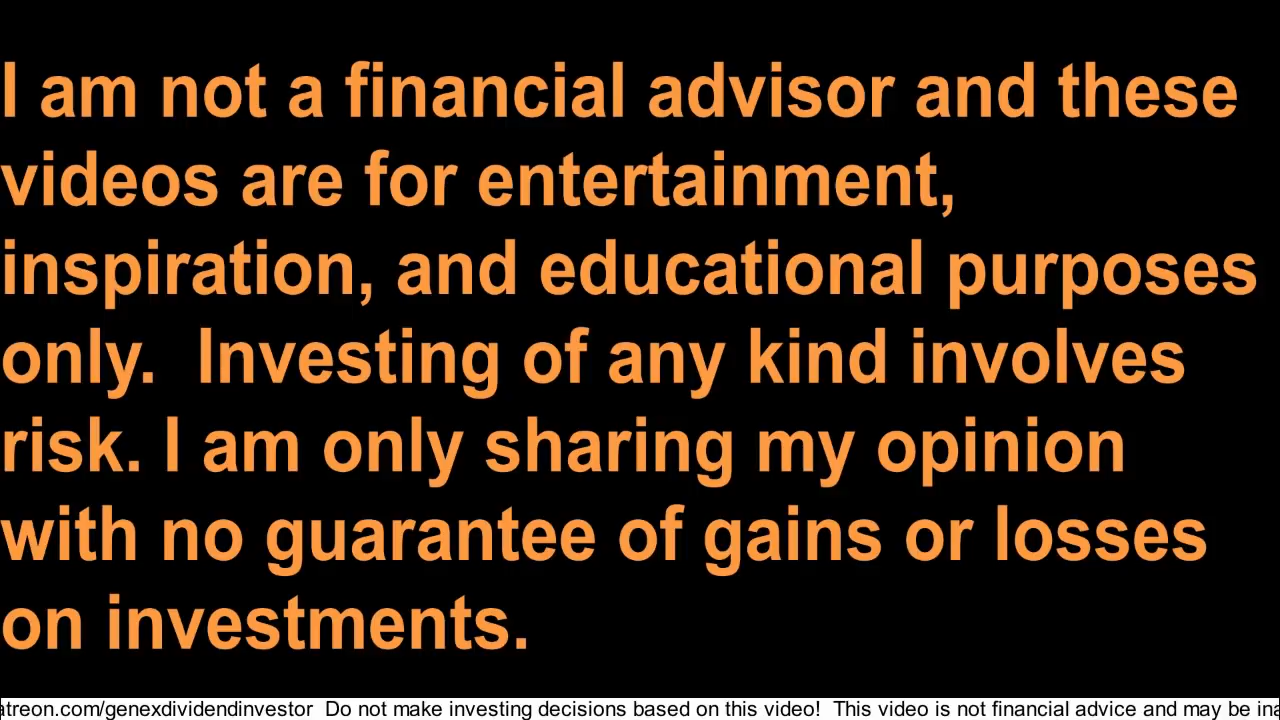 I am not a financial advisor and these
videos are for entertainment,
inspiration, and educational purposes
only.  Investing of any kind involves
risk. I am only sharing my opinion
with no guarantee of gains or losses
on investments.
atreon.com/genexdividendinvestor  Do not make investing decisions based on this video!  This video is not financial advice and may be ina